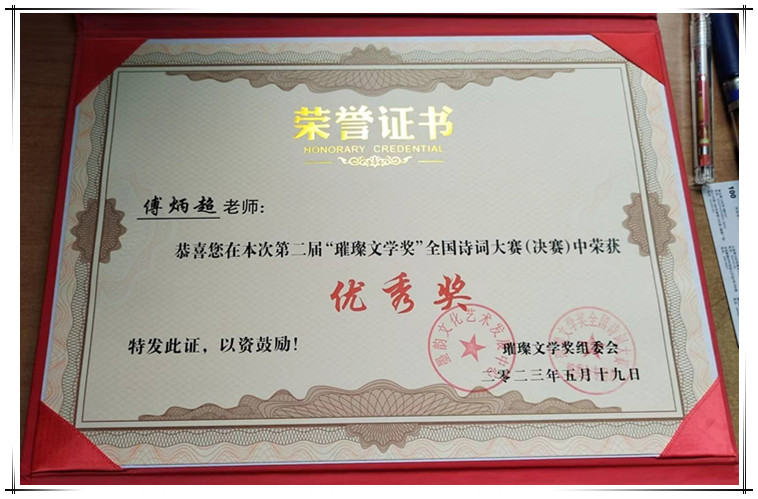 荣誉证书
HONORARY CREDENTIAL
傅炳超 老师:
恭喜您在本次第二届“璀璨文学奖”全国诗词大赛(决赛)中荣获
优秀奖
特发此证，以资鼓励!
璀璨文学奖组委会
二零二三年五月十九日
100